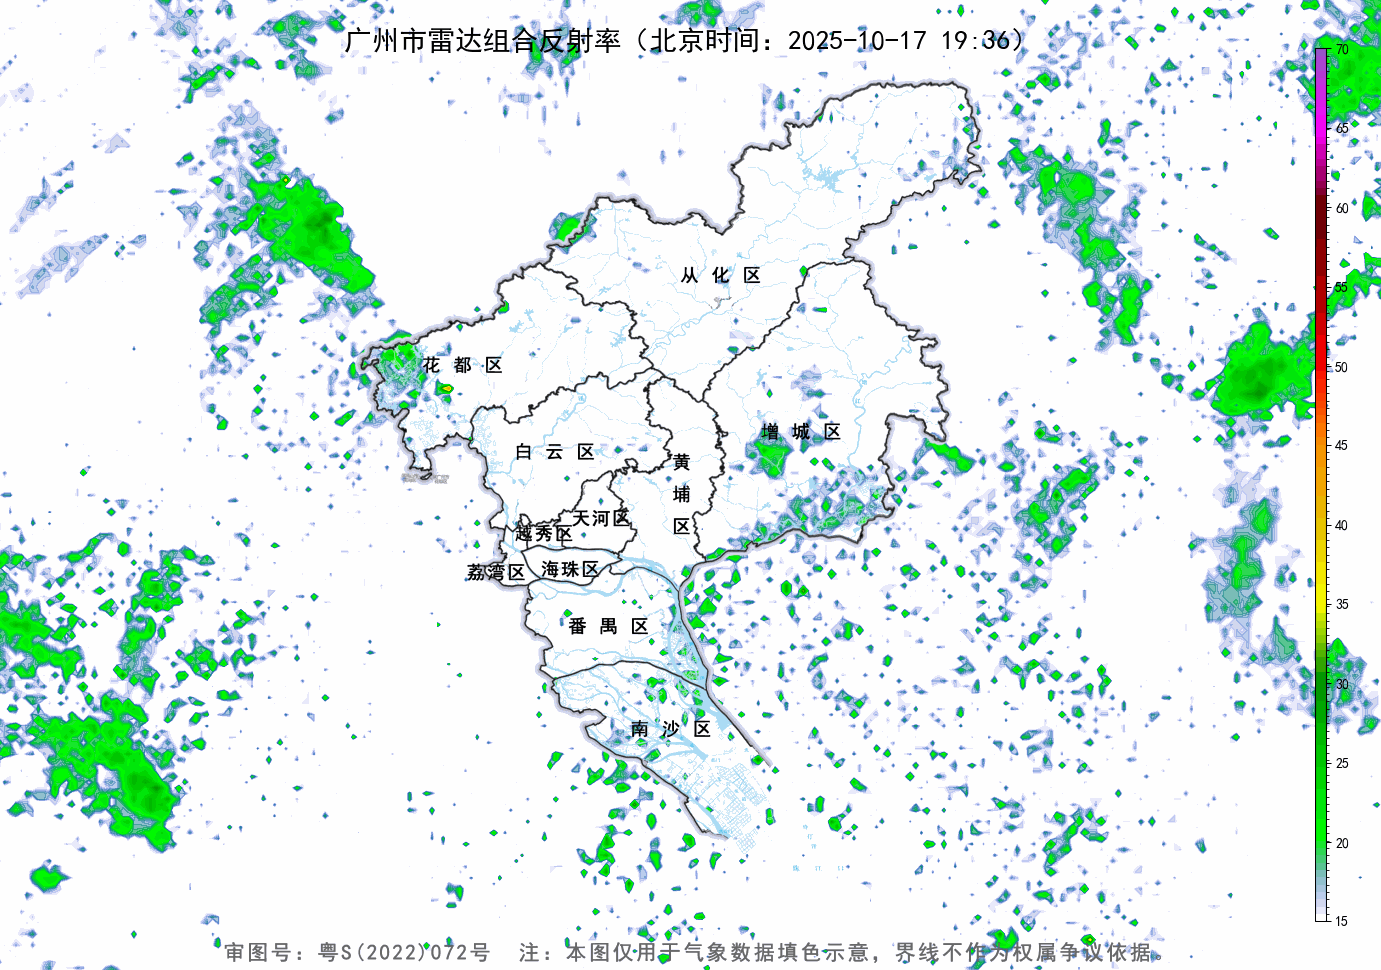 广州市雷达组合反射率（北京时间：2025-10-17 19:36）
70
65
60
55
50
45
40
35
30
25
20
15
从化区
花都区
增城区
白云区
黄埔区
天河区
越秀区
荔湾区
海珠区
番禺区
南沙区
审图号：粤S(2022)072号 注：本图仅用于气象数据填色示意，界线不作为权属争议依据。